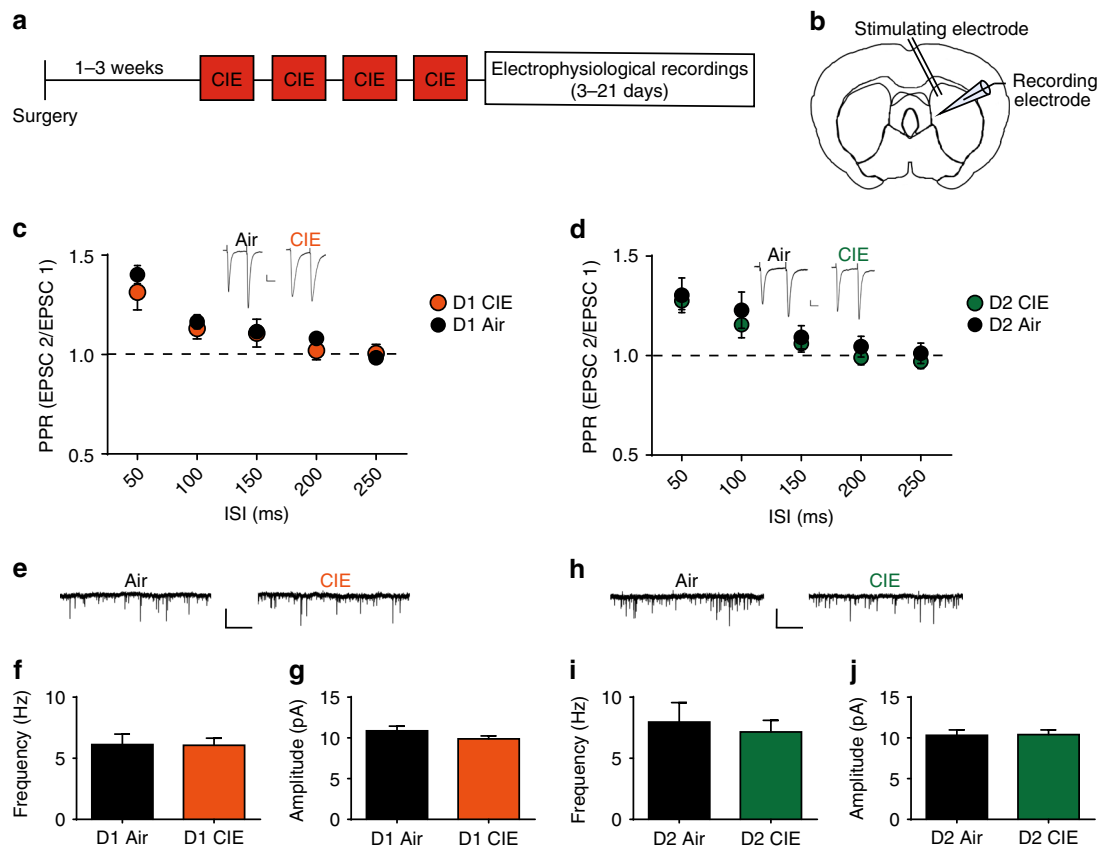 a
1–3 weeks
CIE
CIE
CIE
CIE
Electrophysiological recordings
(3–21 days)
Surgery
b
Stimulating electrode
Recording
electrode
c
PPR (EPSC 2/EPSC 1)
1.5
1.0
0.5
Air
CIE
D1 CIE
D1 Air
50
100
150
200
250
ISI (ms)
d
PPR (EPSC 2/EPSC 1)
1.5
1.0
0.5
Air
CIE
D2 CIE
D2 Air
50
100
150
200
250
ISI (ms)
e
Air
CIE
h
Air
CIE
f
Frequency (Hz)
10
5
0
D1 Air
D1 CIE
g
Amplitude (pA)
15
10
5
0
D1 Air
D1 CIE
i
Frequency (Hz)
10
5
0
D2 Air
D2 CIE
j
Amplitude (pA)
15
10
5
0
D2 Air
D2 CIE